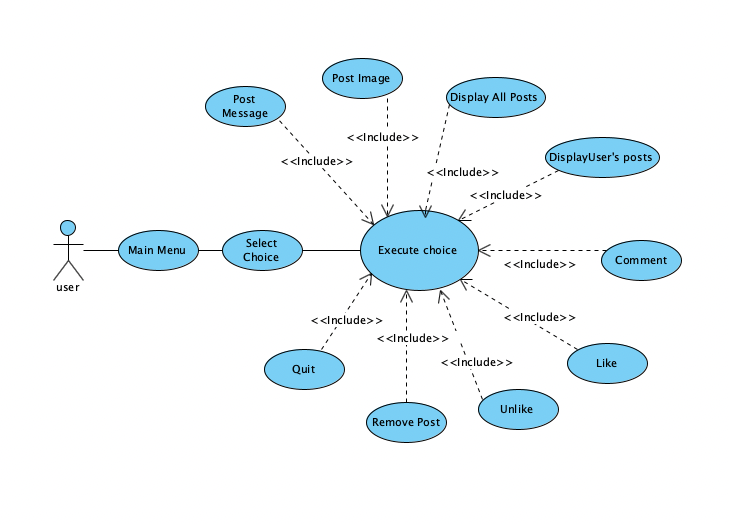 Post Image
Post
Message
Display All Posts
<<Include>>
<<Include>>
DisplayUser's posts
<<Include>>
<<Include>>
user
Main Menu
Select
Choice
Execute choice
Comment
<<Include>>
<<Include>>
<<Include>>
<<Include>>
<<Include>>
Quit
Like
Unlike
Remove Post